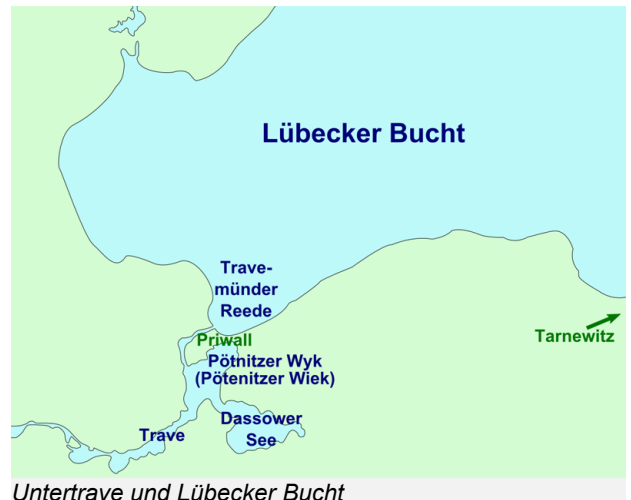 Lübecker Bucht
Trave-
münder
Reede
Priwall
Tarnewitz
Pötnitzer Wyk
(Pötenitzer Wiek)
Dassower
See
Trave
Untertrave und Lübecker Bucht